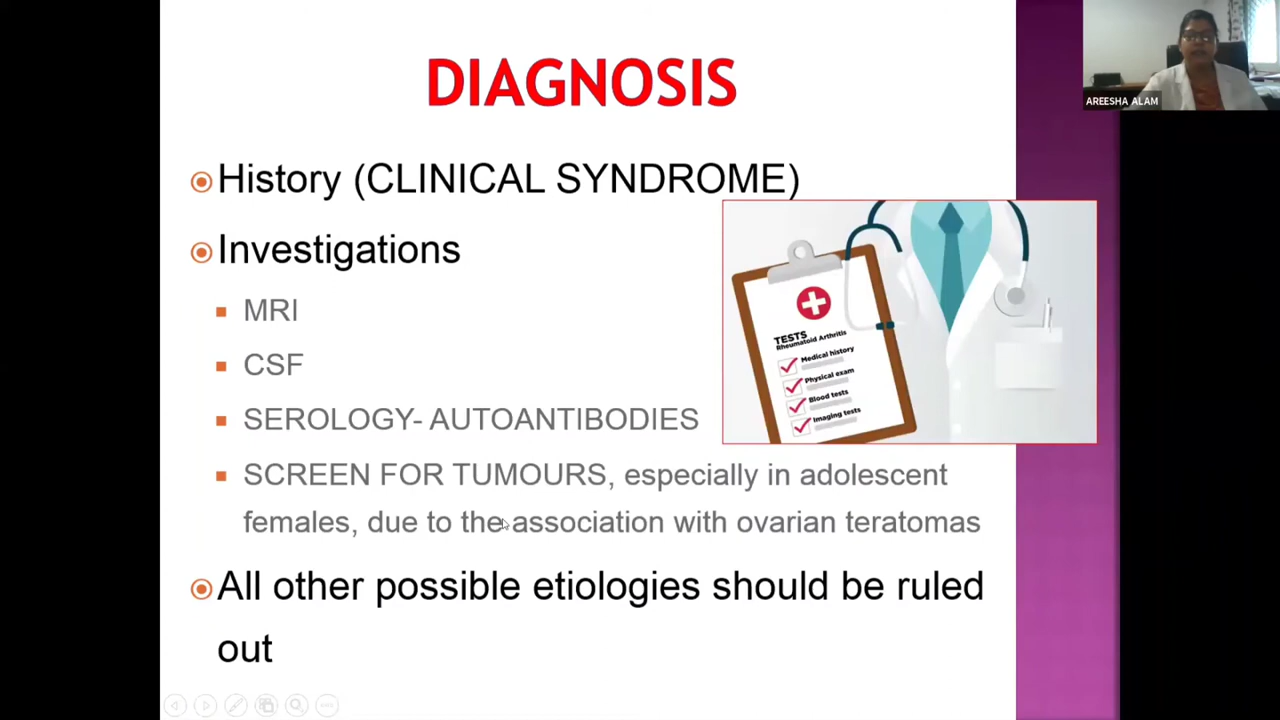 DIAGNOSIS
AREESHA ALAM
History (CLINICAL SYNDROME)
Investigations
MRI
CSF
SEROLOGY- AUTOANTIBODIES
SCREEN FOR TUMOURS, especially in adolescent
females, due to the association with ovarian teratomas
All other possible etiologies should be ruled
out
TESTS
Rheumatoid Arthritis
Medical history
Physical exam
Blood tests
Imaging tests